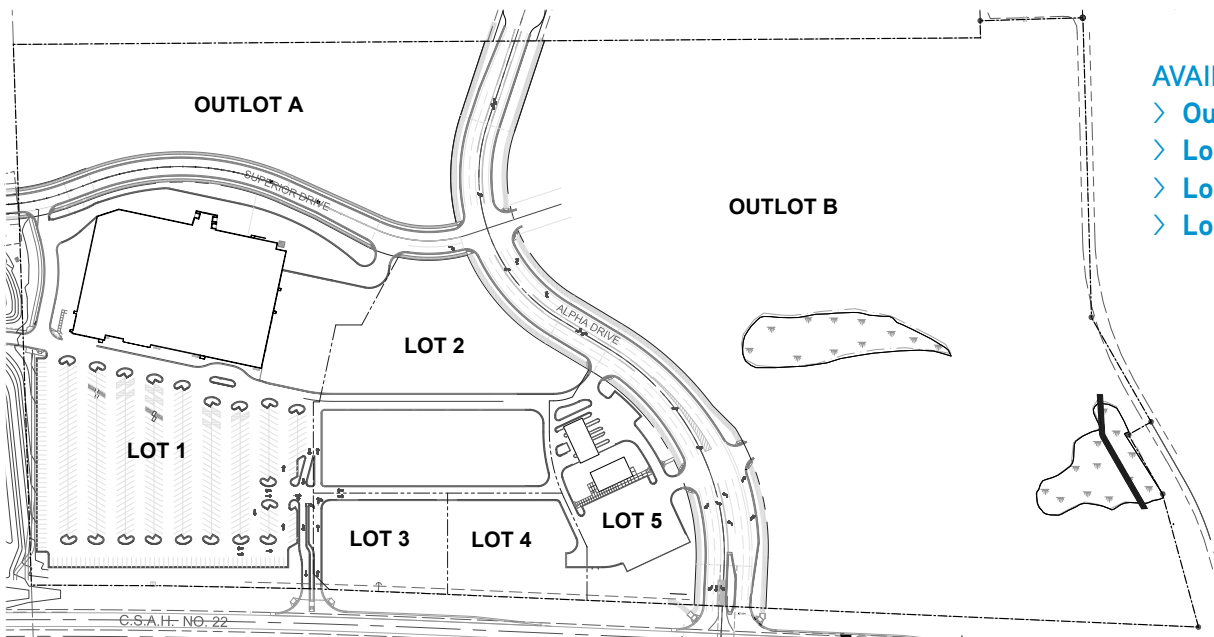 OUTLOT A
SUPERIOR DRIVE
OUTLOT B
ALPHA DRIVE
LOT 2
LOT 1
LOT 3
LOT 4
LOT 5
C.S.A.H. NO. 22
AVAI
> Ou
> Lo
> Lo
> Lo